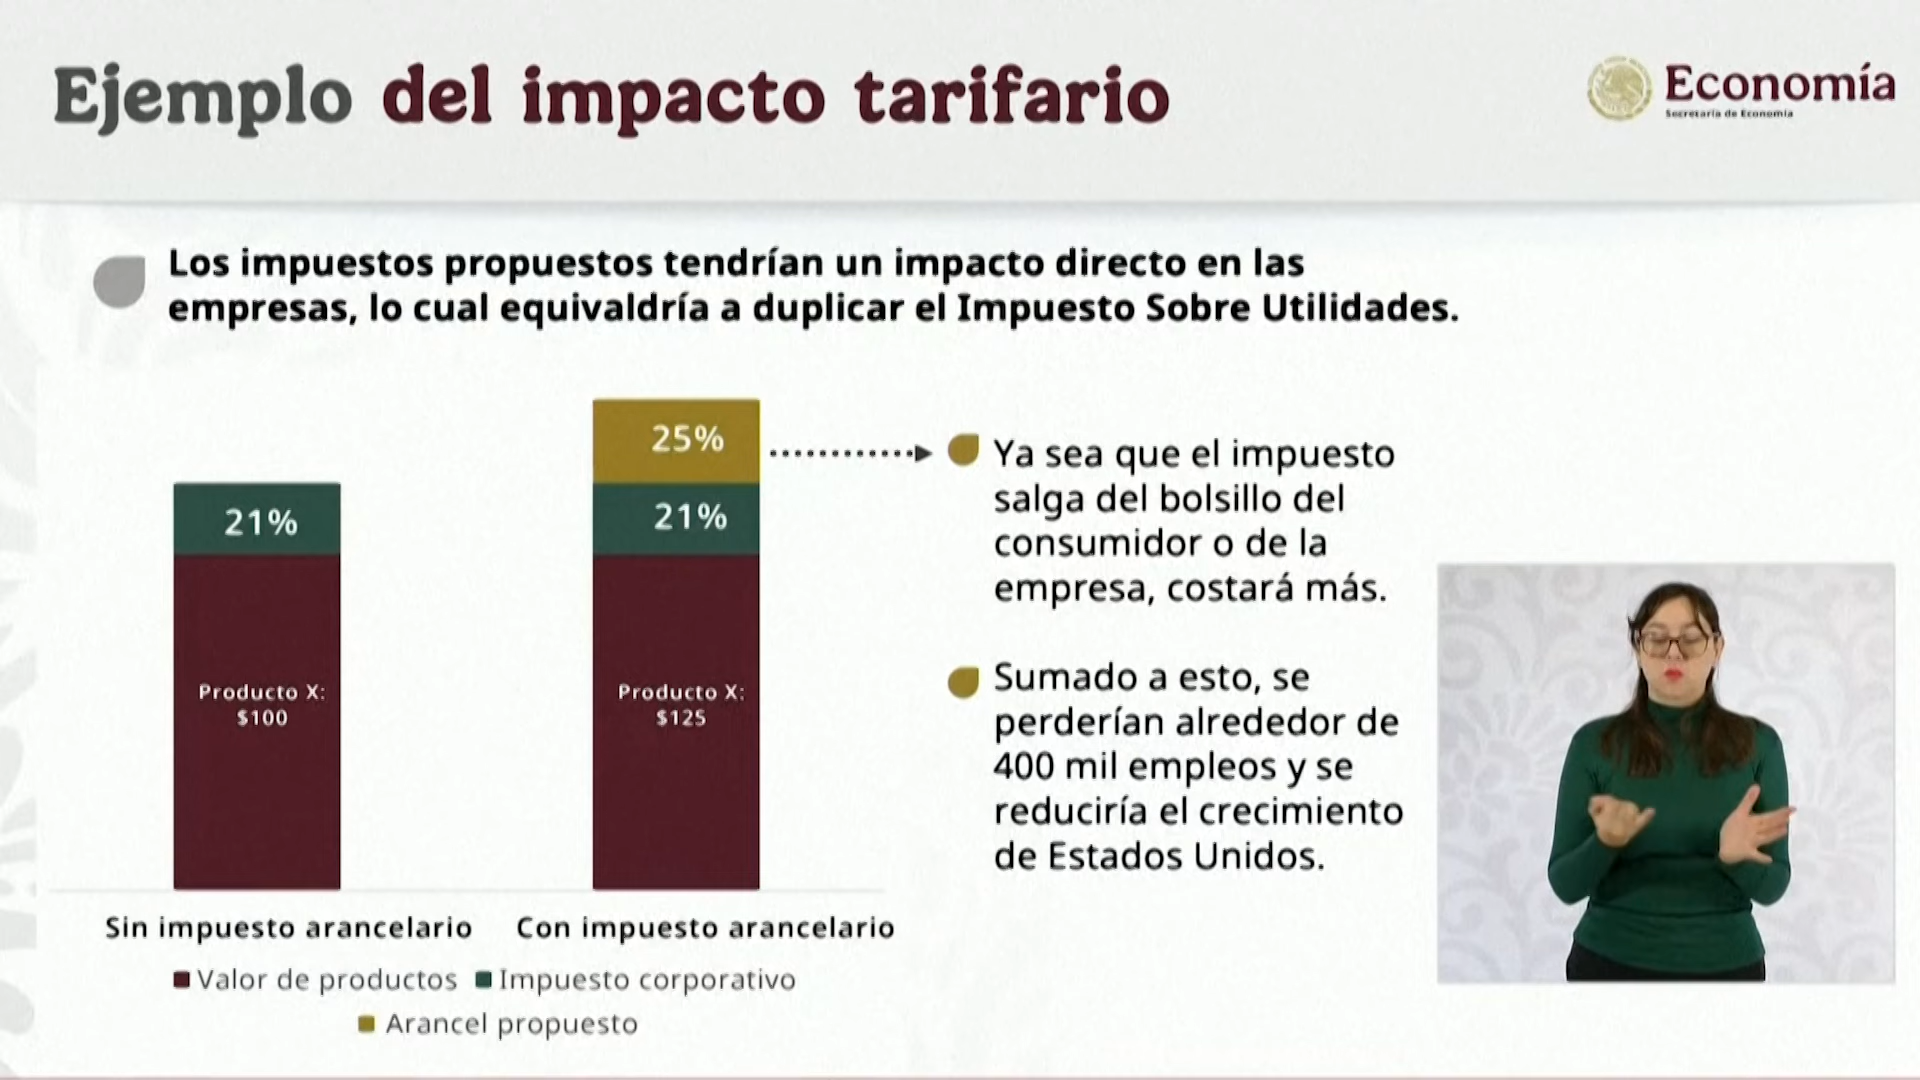 Ejemplo del impacto tarifario
Economía
Secretaría de Economía
Los impuestos propuestos tendrían un impacto directo en las
empresas, lo cual equivaldría a duplicar el Impuesto Sobre Utilidades.
25%
21%
21%
Producto X:
$100
Producto X:
$125
Sin impuesto arancelario
Con impuesto arancelario
Valor de productos
Impuesto corporativo
Arancel propuesto
Ya sea que el impuesto
salga del bolsillo del
consumidor o de la
empresa, costará más.
Sumado a esto, se
perderían alrededor de
400 mil empleos y se
reduciría el crecimiento
de Estados Unidos.